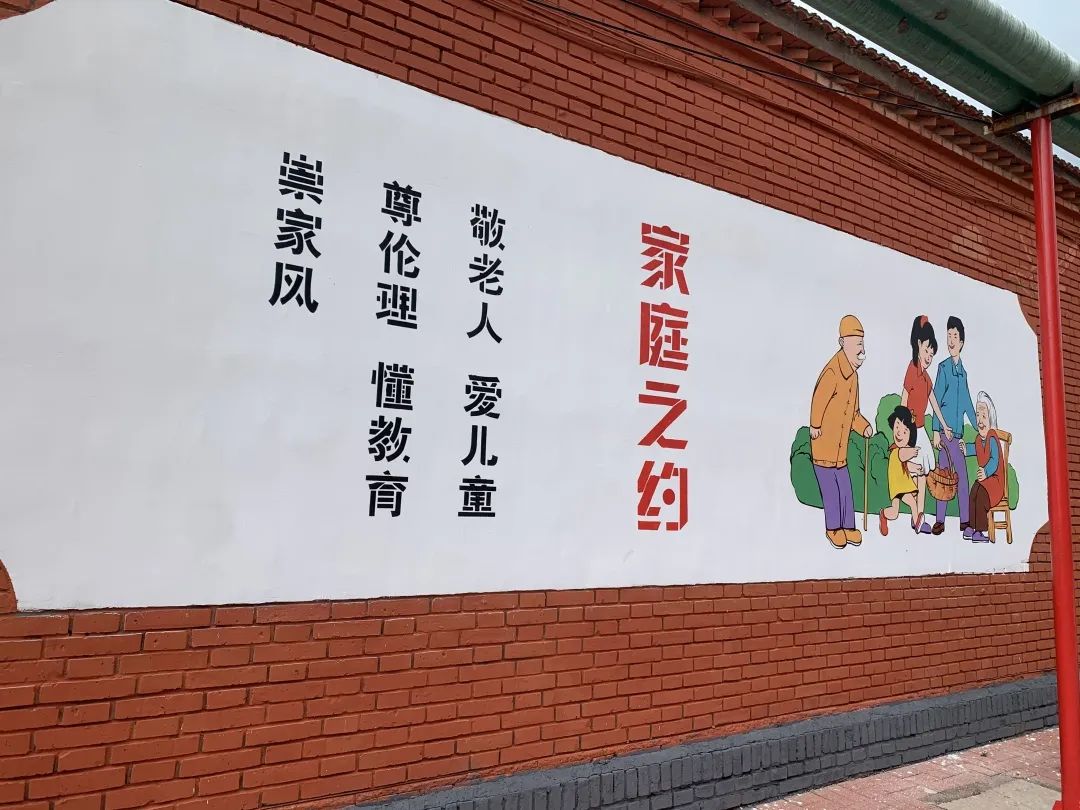 家庭之约
敬老人 爱儿童
尊伦理 懂教育
崇家风